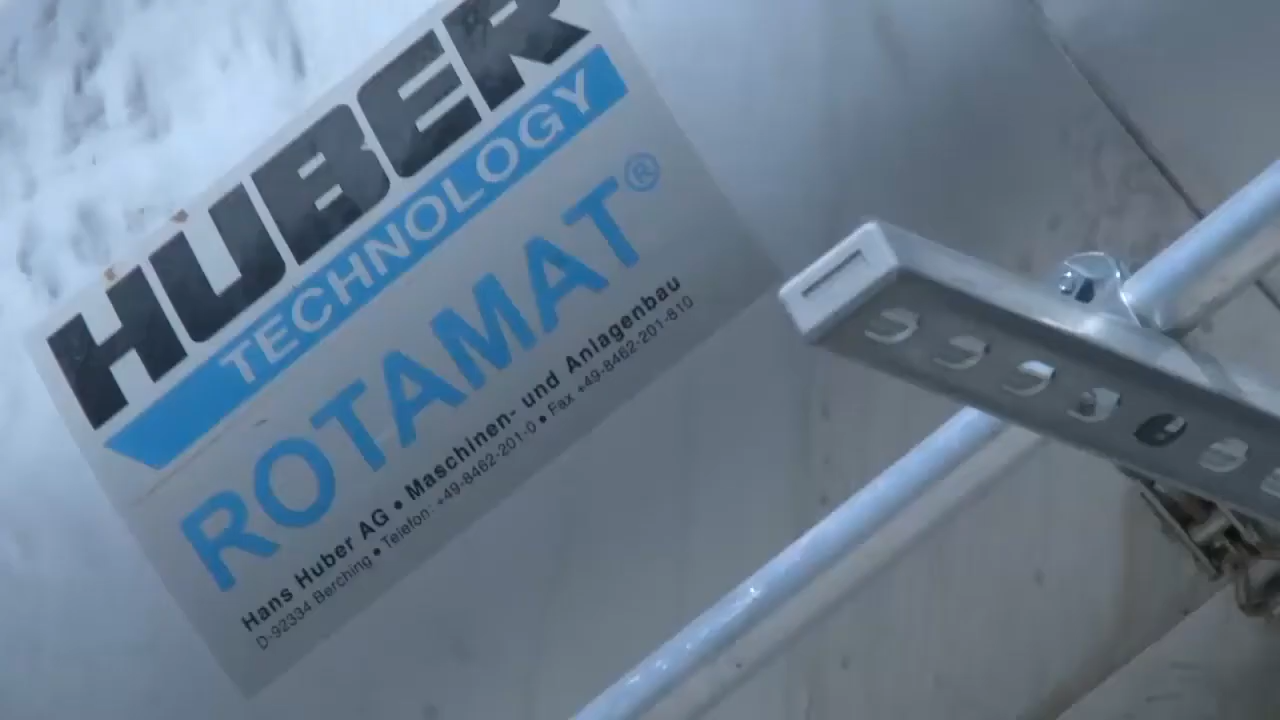 HUBER
TECHNOLOGY
ROTAMAT®
Hans Huber AG • Maschinen- und Anlagenbau
D-92334 Berching • Telefon: +49-8462-201-0 • Fax +49-8462-201-810